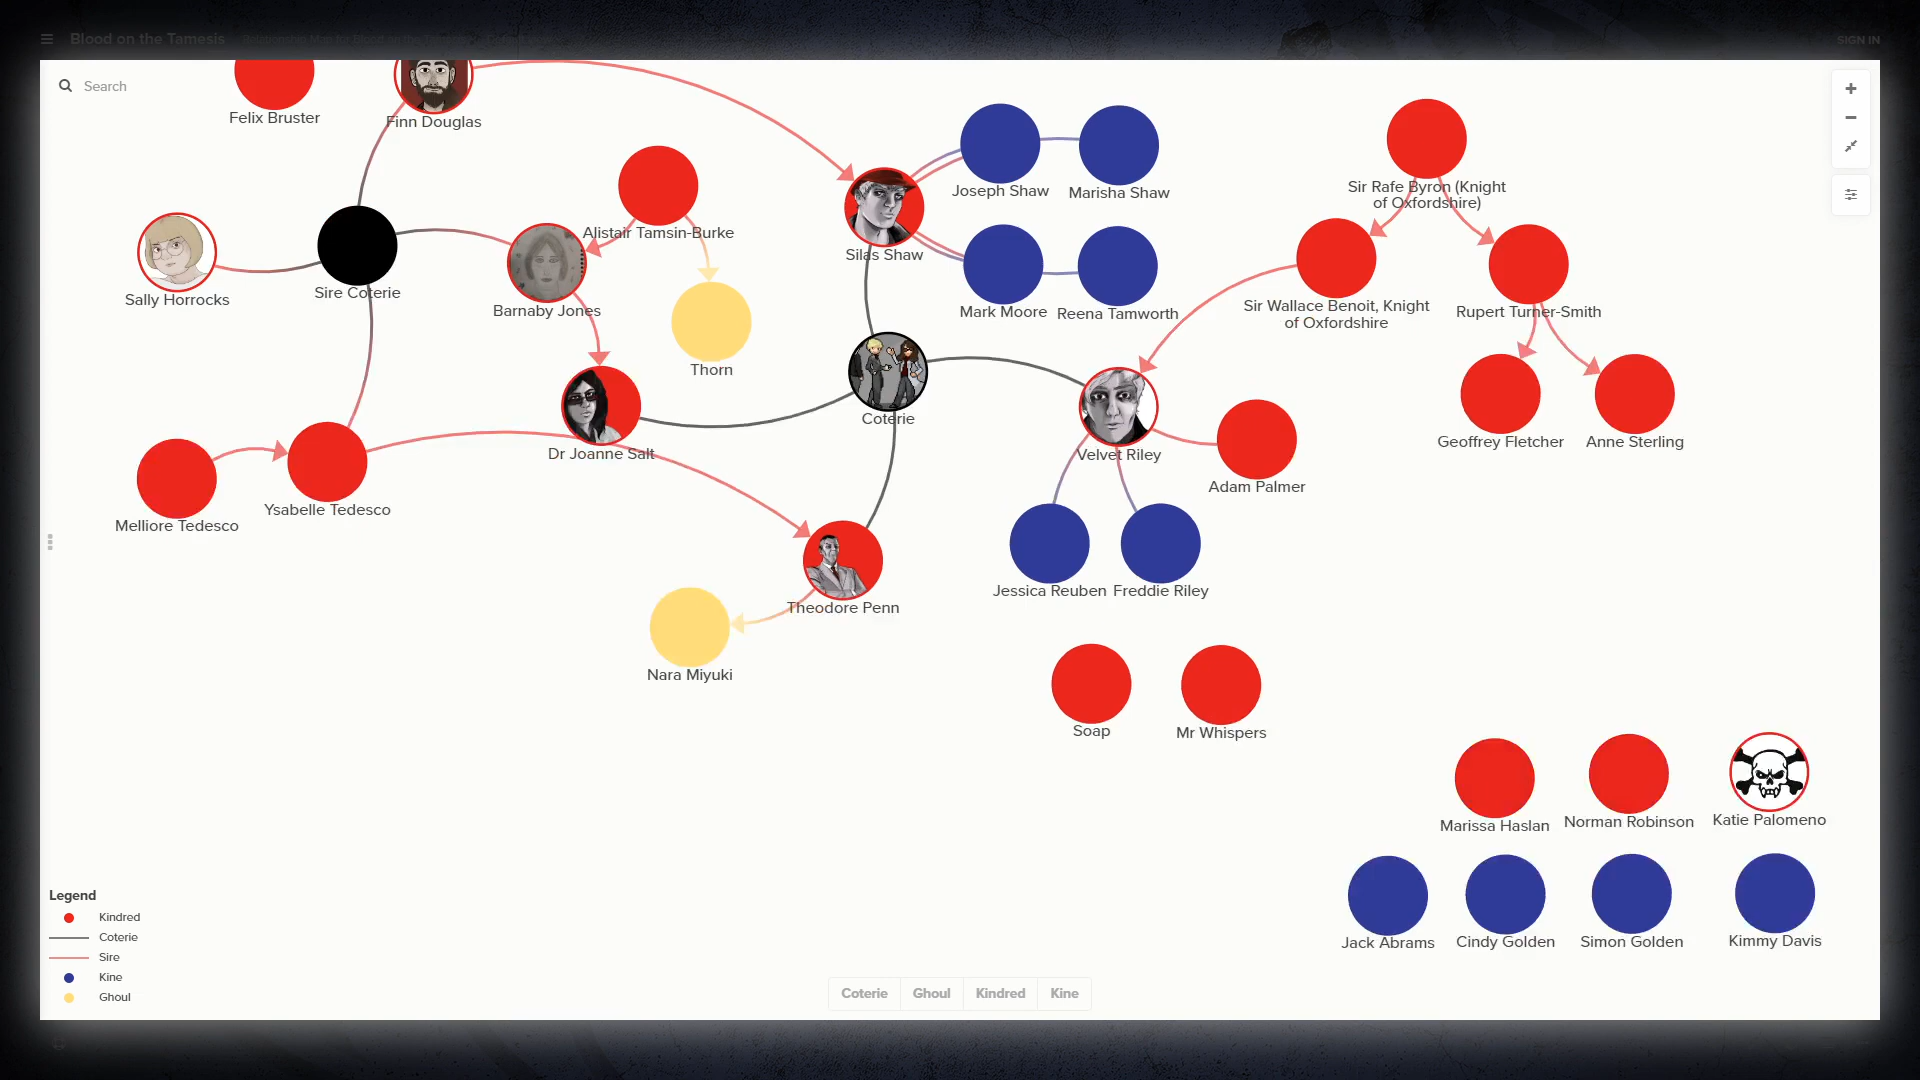 Blood on the Tamesis
SIGN IN
Search
Felix Bruster
Finn Douglas
Joseph Shaw
Marisha Shaw
Sir Rafe Byron (Knight
of Oxfordshire)
Alistair Tamsin-Burke
Silas Shaw
Sally Horrocks
Sire Coterie
Barnaby Jones
Mark Moore
Reena Tamworth
Sir Wallace Benoit, Knight
of Oxfordshire
Rupert Turner-Smith
Thorn
Coterie
Geoffrey Fletcher
Anne Sterling
Dr Joanne Salt
Velvet Riley
Adam Palmer
Melliore Tedesco
Ysabelle Tedesco
Jessica Reuben
Freddie Riley
Theodore Penn
Nara Miyuki
Soap
Mr Whispers
Marissa Haslan
Norman Robinson
Katie Palomeno
Jack Abrams
Cindy Golden
Simon Golden
Kimmy Davis
Legend
Kindred
Coterie
Sire
Kine
Ghoul
Coterie
Ghoul
Kindred
Kine